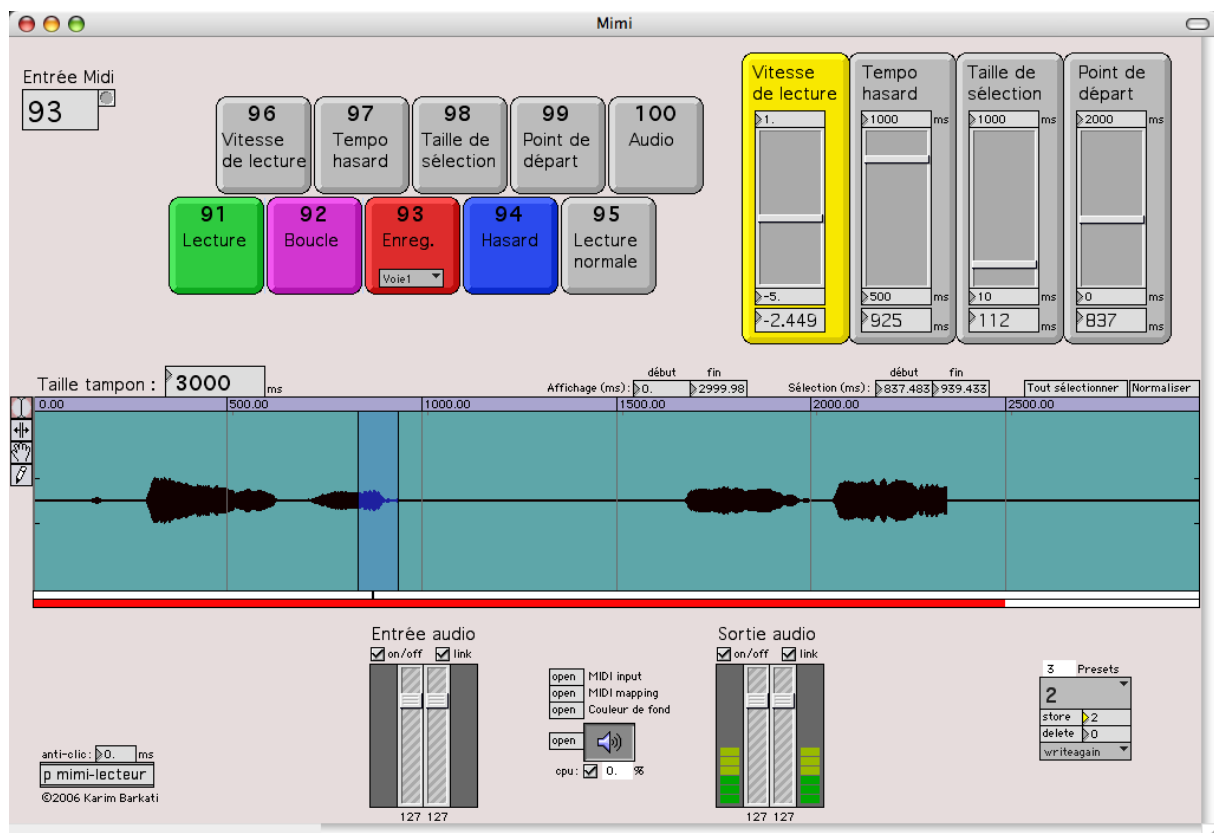 Mimi
Entrée Midi
93
96
Vitesse
de lecture
97
Tempo
hasard
98
Taille de
sélection
99
Point de
départ
100
Audio
91
Lecture
92
Boucle
93
Enreg.
Voie1
94
Hasard
95
Lecture
normale
Vitesse
de lecture
1.
-5.
-2.449
Tempo
hasard
1000 ms
500 ms
925 ms
Taille de
sélection
1000 ms
10 ms
112 ms
Point de
départ
2000 ms
0 ms
837 ms
Taille tampon : 3000 ms
début fin
Affichage (ms): 0. 2999.98
début fin
Sélection (ms): 837.483 939.433
Tout sélectionner Normaliser
0.00 500.00 1000.00 1500.00 2000.00 2500.00
Entrée audio
on/off link
127 127
open MIDI input
open MIDI mapping
open Couleur de fond
open
cpu: 0. %
Sortie audio
on/off link
127 127
3 Presets
2
store 2
delete 0
writeagain
anti-clic: 0. ms
p mimi-lecteur
©2006 Karim Barkati